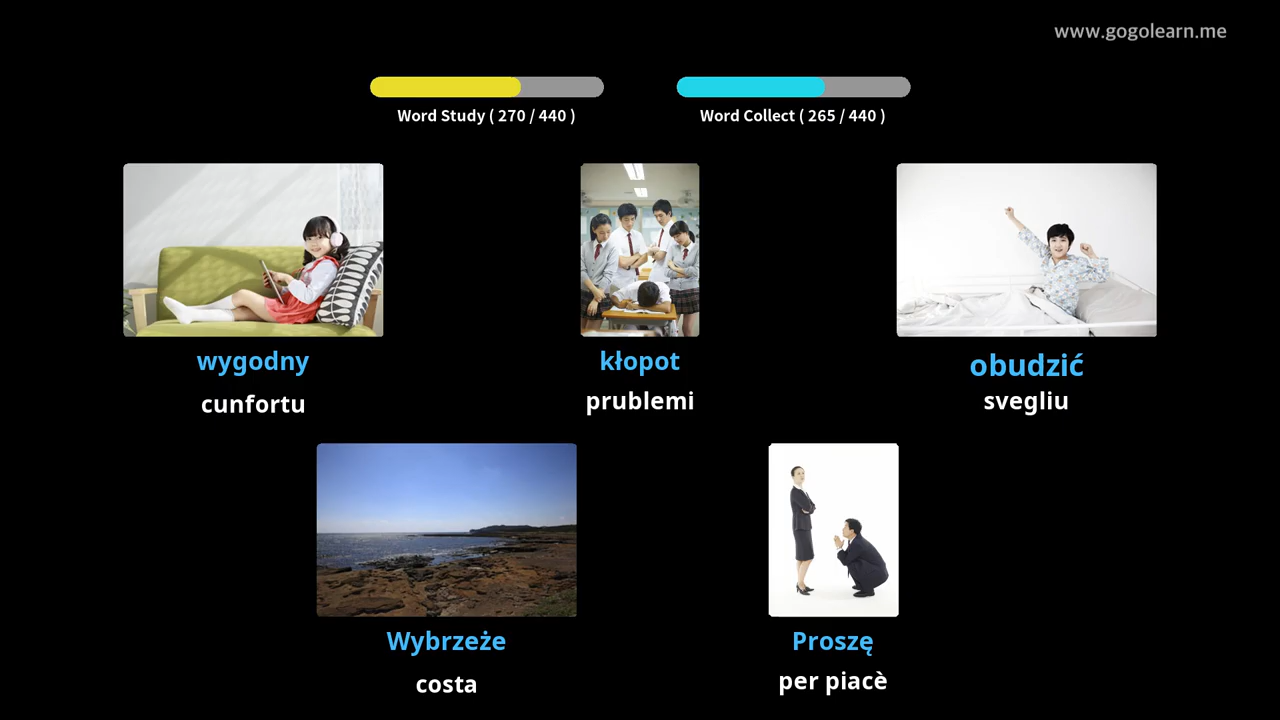 www.gogolearn.me
Word Study ( 270 / 440 )
Word Collect ( 265 / 440 )
wygodny
cunfortu
kłopot
prublemi
obudzić
svegliu
Wybrzeże
costa
Proszę
per piacè